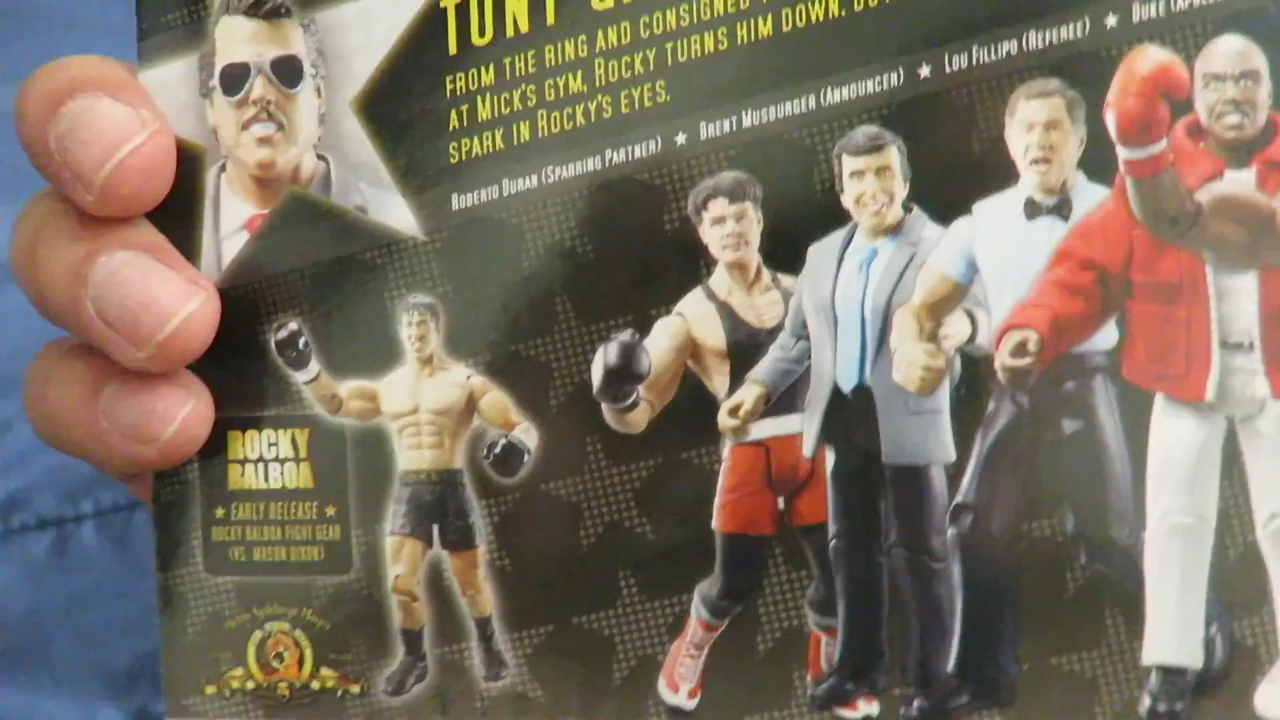 TONY
FROM THE RING AND CONSIGNED
AT MICK'S GYM, ROCKY TURNS HIM DOWN.
SPARK IN ROCKY'S EYES.
ROBERTO DURAN (SPARRING PARTNER) ★ BRENT MUSBURGER (ANNOUNCER) ★ LOU FILLIPO (REFEREE) ★ DUKE
ROCKY
BALBOA
★ EARLY RELEASE ★
ROCKY BALBOA FIGHT GEAR
(VS. MASON DIXON)